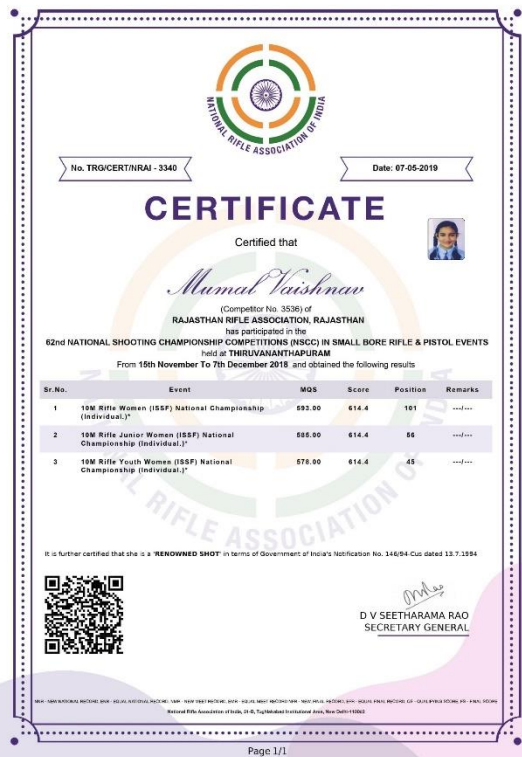 NATIONAL RIFLE ASSOCIATION OF INDIA
No. TRG/CERT/NRAI - 3340
Date: 07-05-2019
CERTIFICATE
Certified that
Mumal Vaishnav
(Competitor No. 3536) of
RAJASTHAN RIFLE ASSOCIATION, RAJASTHAN
has participated in the
62nd NATIONAL SHOOTING CHAMPIONSHIP COMPETITIONS (NSCC) IN SMALL BORE RIFLE & PISTOL EVENTS
held at THIRUVANANTHAPURAM
From 15th November To 7th December 2018 and obtained the following results
Sr.No. Event MQS Score Position Remarks
1 10M Rifle Women (ISSF) National Championship 593.00 614.4 101 ---/---
(Individual.)*
2 10M Rifle Junior Women (ISSF) National 585.00 614.4 56 ---/---
Championship (Individual.)*
3 10M Rifle Youth Women (ISSF) National 578.00 614.4 45 ---/---
Championship (Individual.)*
It is further certified that she is a 'RENOWNED SHOT' in terms of Government of India's Notification No. 146/94-Cus dated 13.7.1994
D V SEETHARAMA RAO
SECRETARY GENERAL
Page 1/1